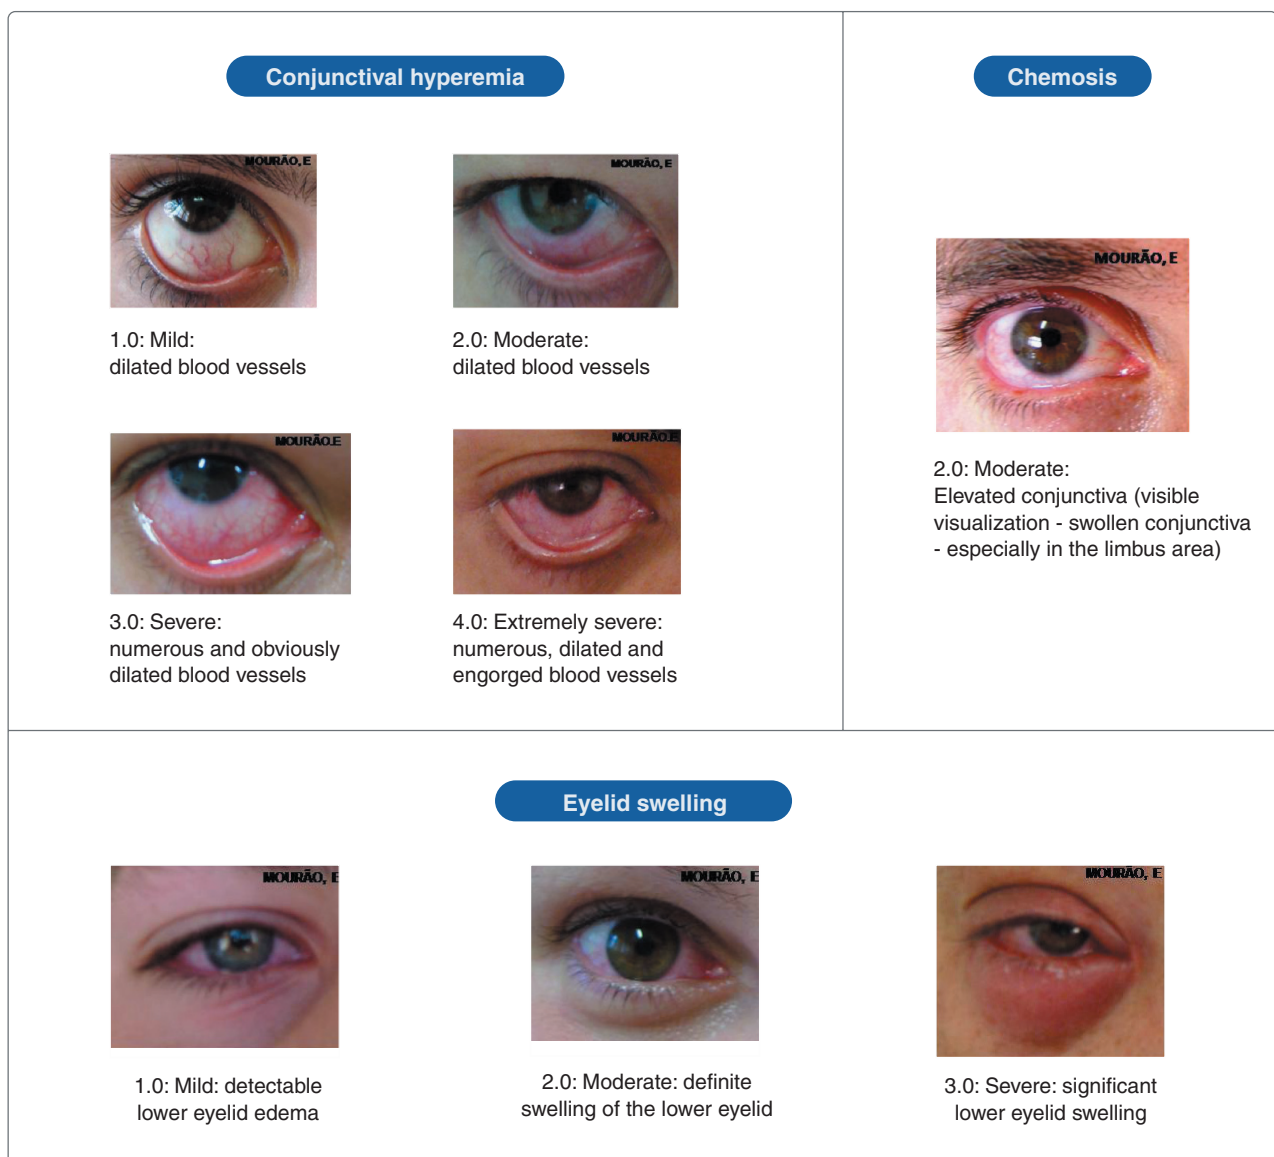 Conjunctival hyperemia
MOURÃO, E
1.0: Mild:
dilated blood vessels
MOURÃO, E
2.0: Moderate:
dilated blood vessels
MOURÃO.E
3.0: Severe:
numerous and obviously
dilated blood vessels
MOURÃO.E
4.0: Extremely severe:
numerous, dilated and
engorged blood vessels
Chemosis
MOURÃO, E
2.0: Moderate:
Elevated conjunctiva (visible
visualization - swollen conjunctiva
- especially in the limbus area)
Eyelid swelling
MOURÃO, E
1.0: Mild: detectable
lower eyelid edema
MOURÃO, E
2.0: Moderate: definite
swelling of the lower eyelid
MOURÃO, E
3.0: Severe: significant
lower eyelid swelling